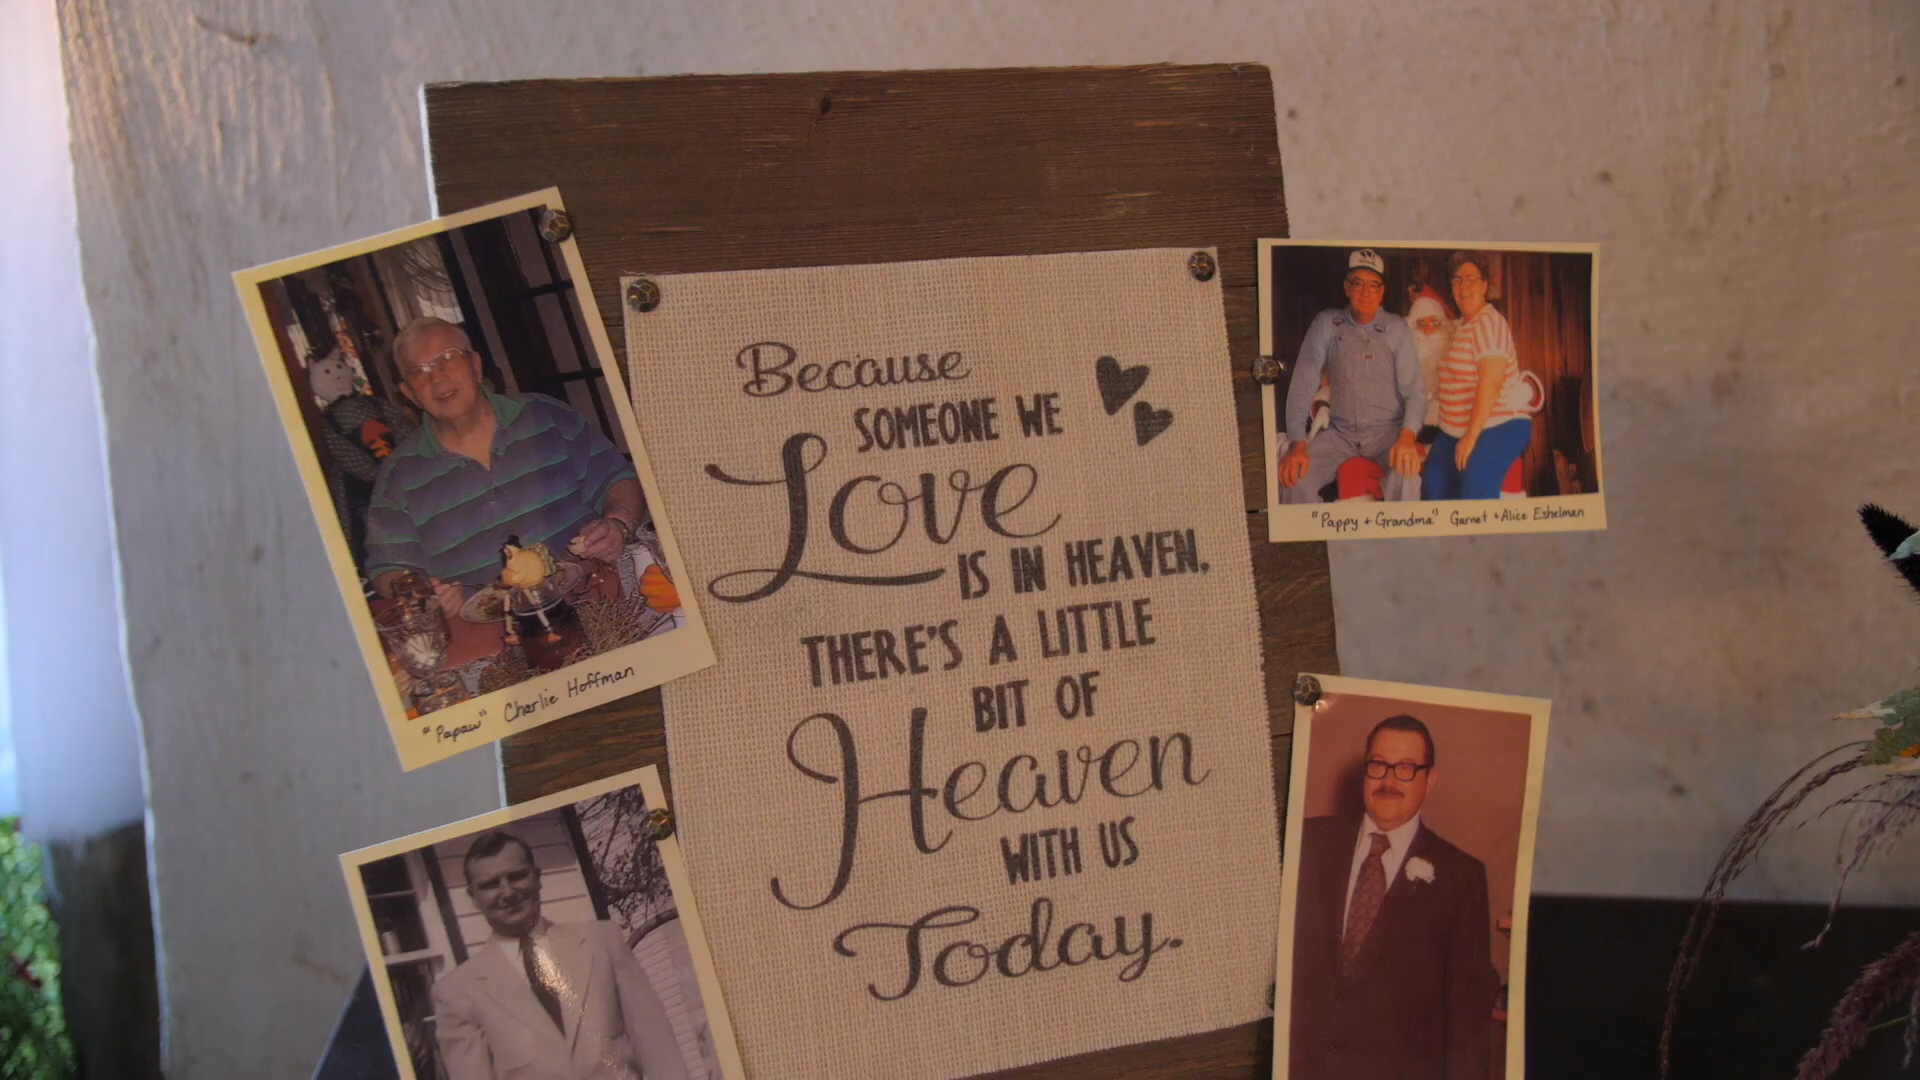 Because
SOMEONE WE
Love
IS IN HEAVEN,
THERE'S A LITTLE
BIT OF
Heaven
WITH US
Today.
"Papaw" Charlie Hoffman
"Pappy + Grandma" Garnet + Alice Eshelman